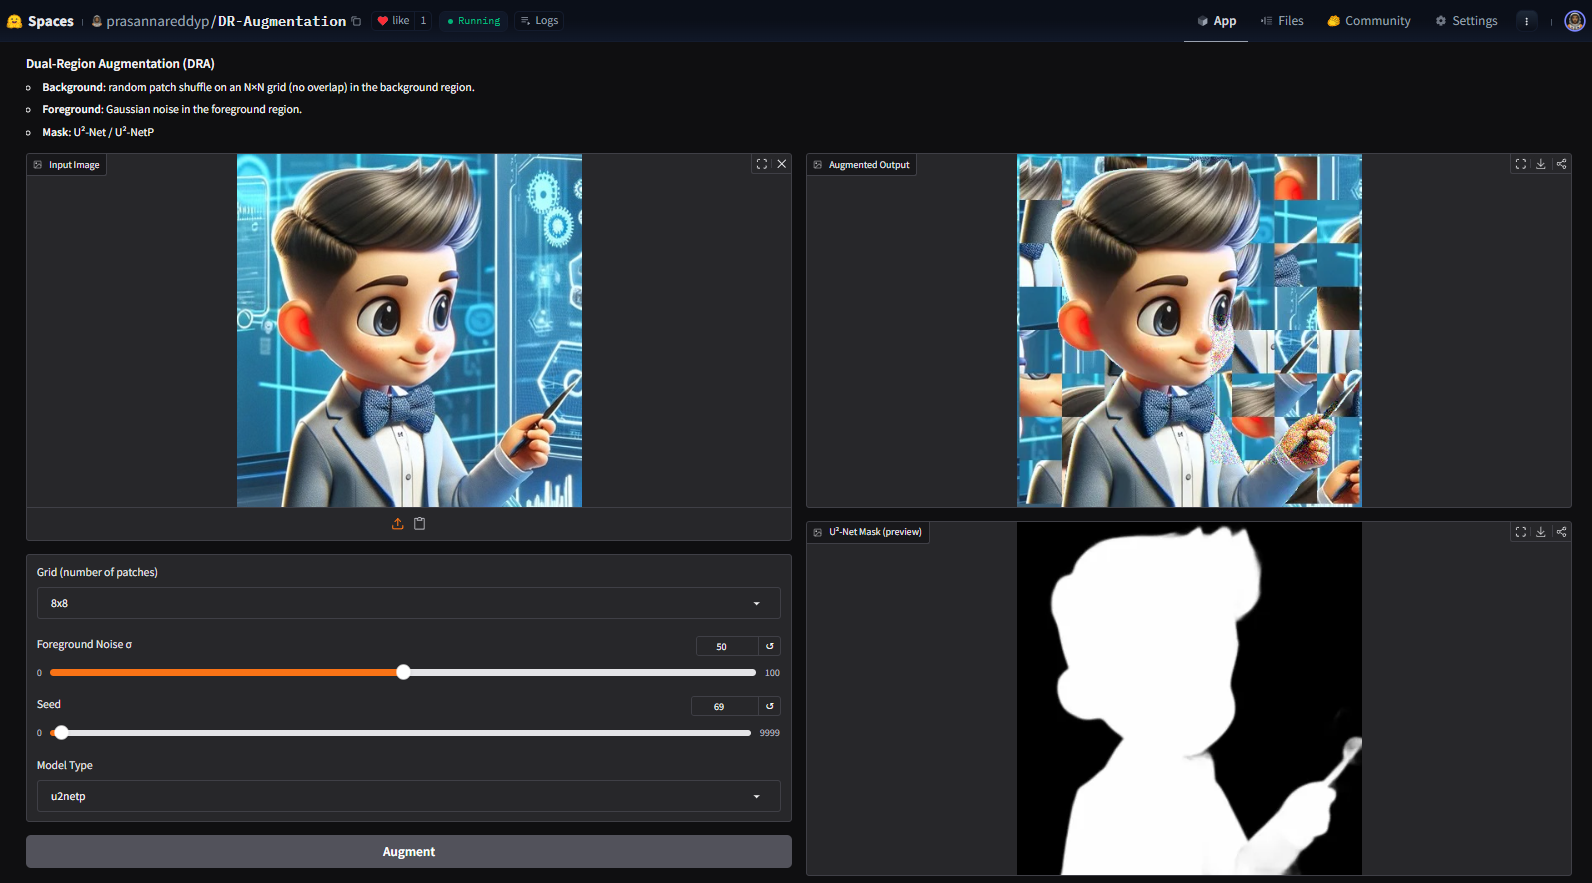 Spaces prasannareddyp/DR-Augmentation like 1 Running Logs App Files Community Settings
Dual-Region Augmentation (DRA)
Background: random patch shuffle on an N×N grid (no overlap) in the background region.
Foreground: Gaussian noise in the foreground region.
Mask: U²-Net / U²-NetP
Input Image
Augmented Output
U²-Net Mask (preview)
Grid (number of patches)
8x8
Foreground Noise σ
50
0
100
Seed
69
0
9999
Model Type
u2netp
Augment